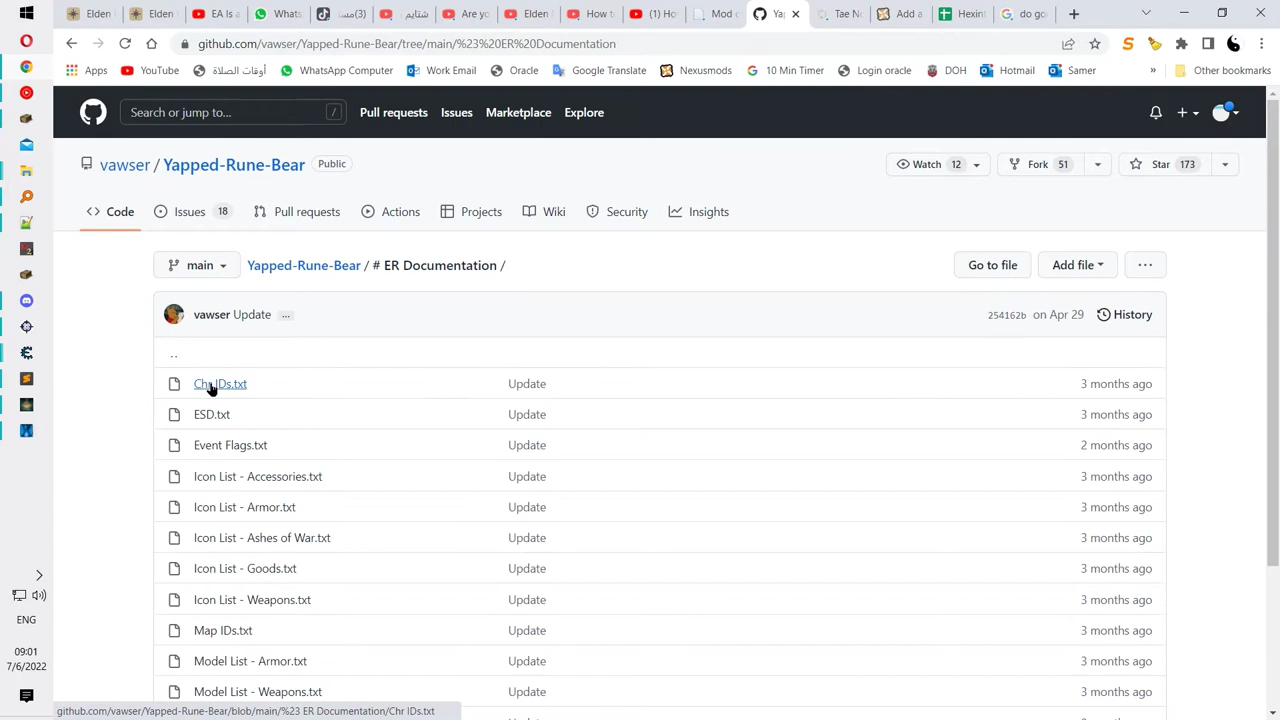 Elden
Elden
EA Is a
Whats
(3)مسا
شتايم
Are yo
Elden
How to
(1) Ho
Mod c
Ya
Tae No
Add a
Hexint
do go
github.com/vawser/Yapped-Rune-Bear/tree/main/%23%20ER%20Documentation
Apps YouTube أوقات الصلاة WhatsApp Computer Work Email Oracle Google Translate Nexusmods 10 Min Timer Login oracle DOH Hotmail Samer » Other bookmarks
Search or jump to... / Pull requests Issues Marketplace Explore
vawser / Yapped-Rune-Bear Public Watch 12 Fork 51 Star 173
Code Issues 18 Pull requests Actions Projects Wiki Security Insights
main Yapped-Rune-Bear / # ER Documentation / Go to file Add file ...
vawser Update ... 254162b on Apr 29 History
..
Chr IDs.txt Update 3 months ago
ESD.txt Update 3 months ago
Event Flags.txt Update 2 months ago
Icon List - Accessories.txt Update 3 months ago
Icon List - Armor.txt Update 3 months ago
Icon List - Ashes of War.txt Update 3 months ago
Icon List - Goods.txt Update 3 months ago
Icon List - Weapons.txt Update 3 months ago
Map IDs.txt Update 3 months ago
Model List - Armor.txt Update 3 months ago
Model List - Weapons.txt Update 3 months ago
github.com/vawser/Yapped-Rune-Bear/blob/main/%23 ER Documentation/Chr IDs.txt
ENG
09:01
7/6/2022